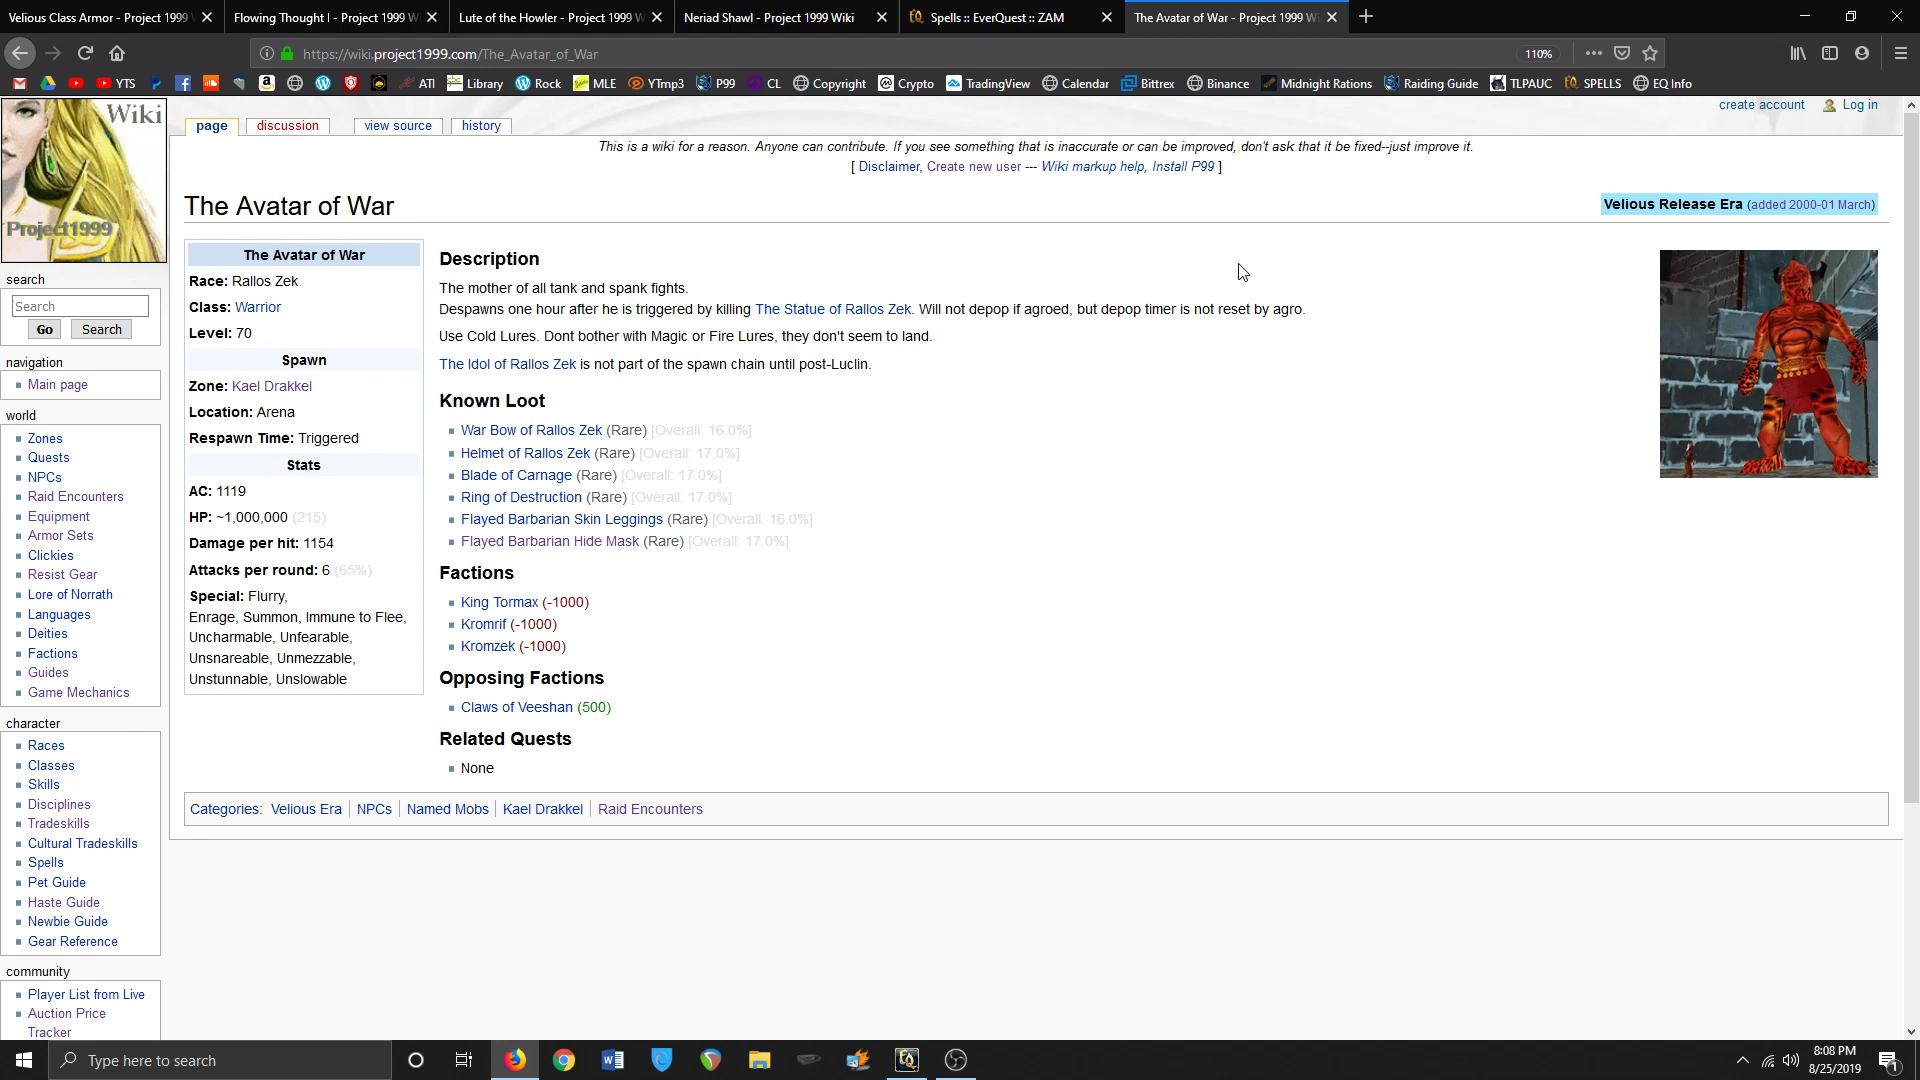 Velious Class Armor - Project 1999
Flowing Thought I - Project 1999 W
Lute of the Howler - Project 1999 W
Neriad Shawl - Project 1999 Wiki
Spells :: EverQuest :: ZAM
The Avatar of War - Project 1999 Wi
https://wiki.project1999.com/The_Avatar_of_War
110%
YTS
ATI
Library
Rock
MLE
YTmp3
P99
CL
Copyright
Crypto
TradingView
Calendar
Bittrex
Binance
Midnight Rations
Raiding Guide
TLPAUC
SPELLS
EQ Info
Wiki
Project1999
create account
Log in
page
discussion
view source
history
This is a wiki for a reason. Anyone can contribute. If you see something that is inaccurate or can be improved, don't ask that it be fixed--just improve it.
[ Disclaimer, Create new user --- Wiki markup help, Install P99 ]
The Avatar of War
Velious Release Era (added 2000-01 March)
search
Search
Go
Search
navigation
Main page
world
Zones
Quests
NPCs
Raid Encounters
Equipment
Armor Sets
Clickies
Resist Gear
Lore of Norrath
Languages
Deities
Factions
Guides
Game Mechanics
character
Races
Classes
Skills
Disciplines
Tradeskills
Cultural Tradeskills
Spells
Pet Guide
Haste Guide
Newbie Guide
Gear Reference
community
Player List from Live
Auction Price
Tracker
The Avatar of War
Race: Rallos Zek
Class: Warrior
Level: 70
Spawn
Zone: Kael Drakkel
Location: Arena
Respawn Time: Triggered
Stats
AC: 1119
HP: ~1,000,000 (215)
Damage per hit: 1154
Attacks per round: 6 (65%)
Special: Flurry,
Enrage, Summon, Immune to Flee,
Uncharmable, Unfearable,
Unsnareable, Unmezzable,
Unstunnable, Unslowable
Description
The mother of all tank and spank fights.
Despawns one hour after he is triggered by killing The Statue of Rallos Zek. Will not depop if agroed, but depop timer is not reset by agro.
Use Cold Lures. Dont bother with Magic or Fire Lures, they don't seem to land.
The Idol of Rallos Zek is not part of the spawn chain until post-Luclin.
Known Loot
War Bow of Rallos Zek (Rare) [Overall: 16.0%]
Helmet of Rallos Zek (Rare) [Overall: 17.0%]
Blade of Carnage (Rare) [Overall: 17.0%]
Ring of Destruction (Rare) [Overall: 17.0%]
Flayed Barbarian Skin Leggings (Rare) [Overall: 16.0%]
Flayed Barbarian Hide Mask (Rare) [Overall: 17.0%]
Factions
King Tormax (-1000)
Kromrif (-1000)
Kromzek (-1000)
Opposing Factions
Claws of Veeshan (500)
Related Quests
None
Categories: Velious Era | NPCs | Named Mobs | Kael Drakkel | Raid Encounters
Type here to search
8:08 PM
8/25/2019
1